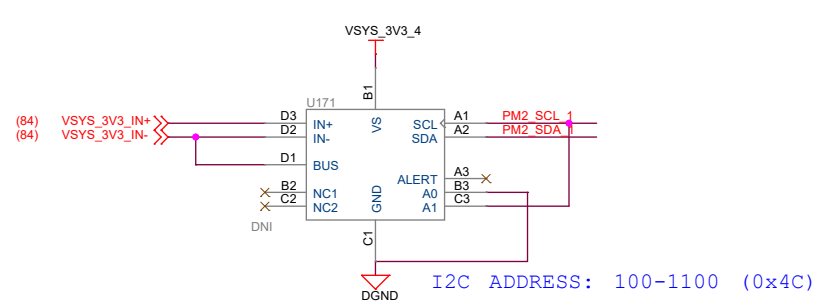 VSYS_3V3_4
U171
B1
VS
(84) VSYS_3V3_IN+ D3 IN+ SCL A1 PM2_SCL_1
(84) VSYS_3V3_IN- D2 IN- SDA A2 PM2_SDA_1
D1 BUS
ALERT A3
B2 NC1 A0 B3
C2 NC2 A1 C3
GND
DNI
C1
DGND
I2C ADDRESS: 100-1100 (0x4C)